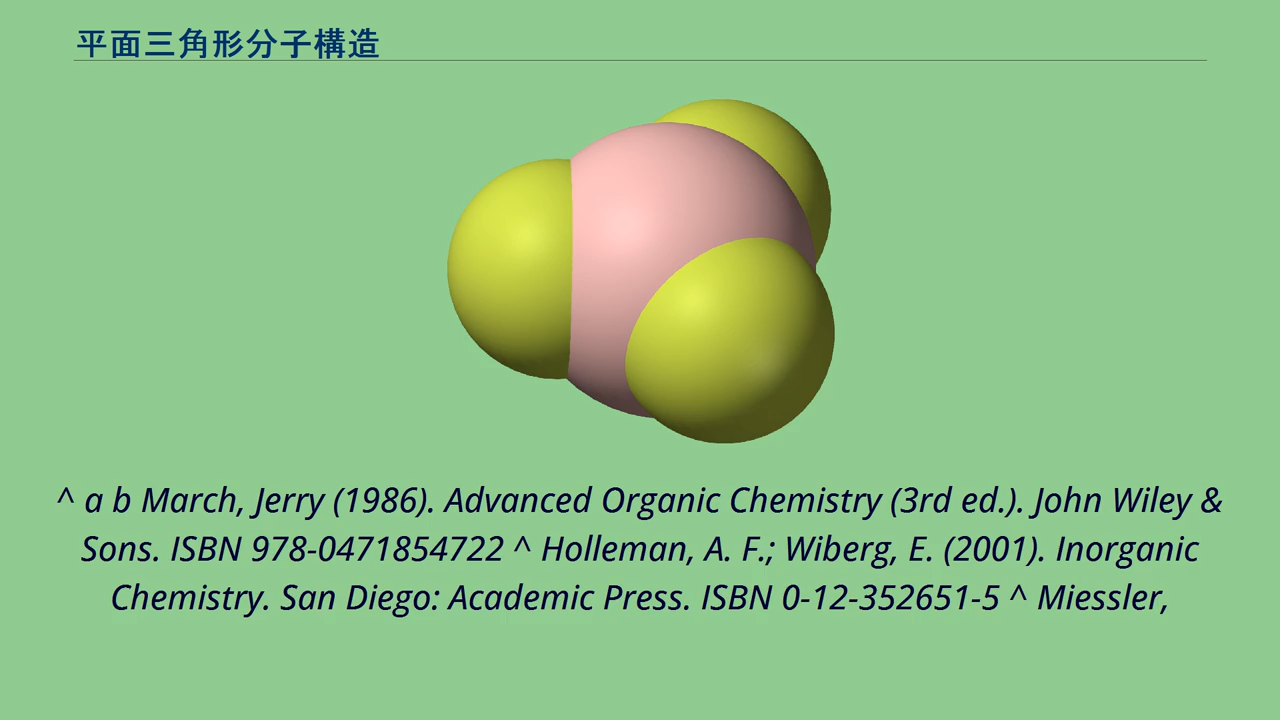 平面三角形分子構造
^ a b March, Jerry (1986). Advanced Organic Chemistry (3rd ed.). John Wiley &
Sons. ISBN 978-0471854722 ^ Holleman, A. F.; Wiberg, E. (2001). Inorganic
Chemistry. San Diego: Academic Press. ISBN 0-12-352651-5 ^ Miessler,